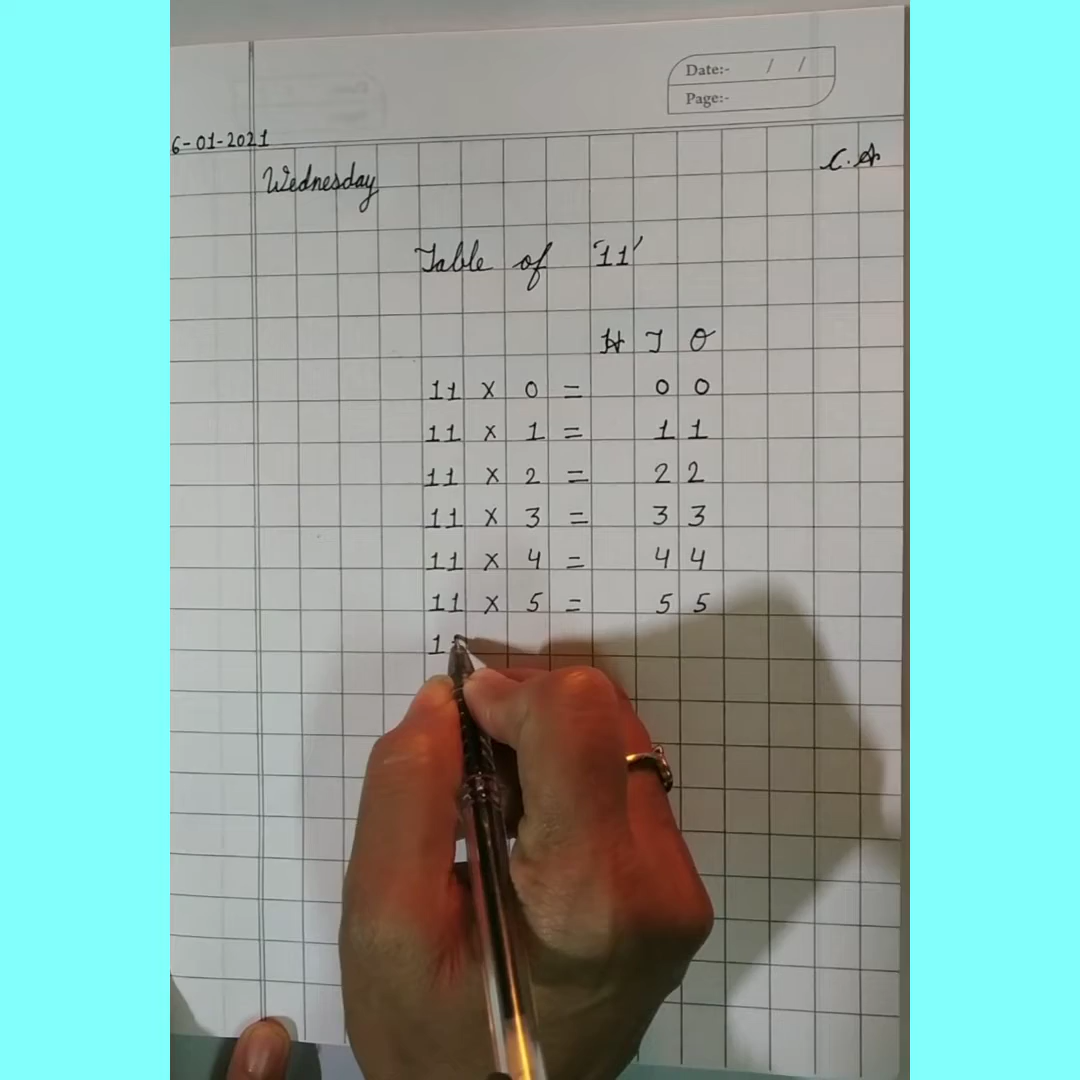 Date:- / /
Page:-
6-01-2021
C.A
Wednesday
Table of '11'
H T O
11 × 0 = 0 0
11 × 1 = 1 1
11 × 2 = 2 2
11 × 3 = 3 3
11 × 4 = 4 4
11 × 5 = 5 5
1